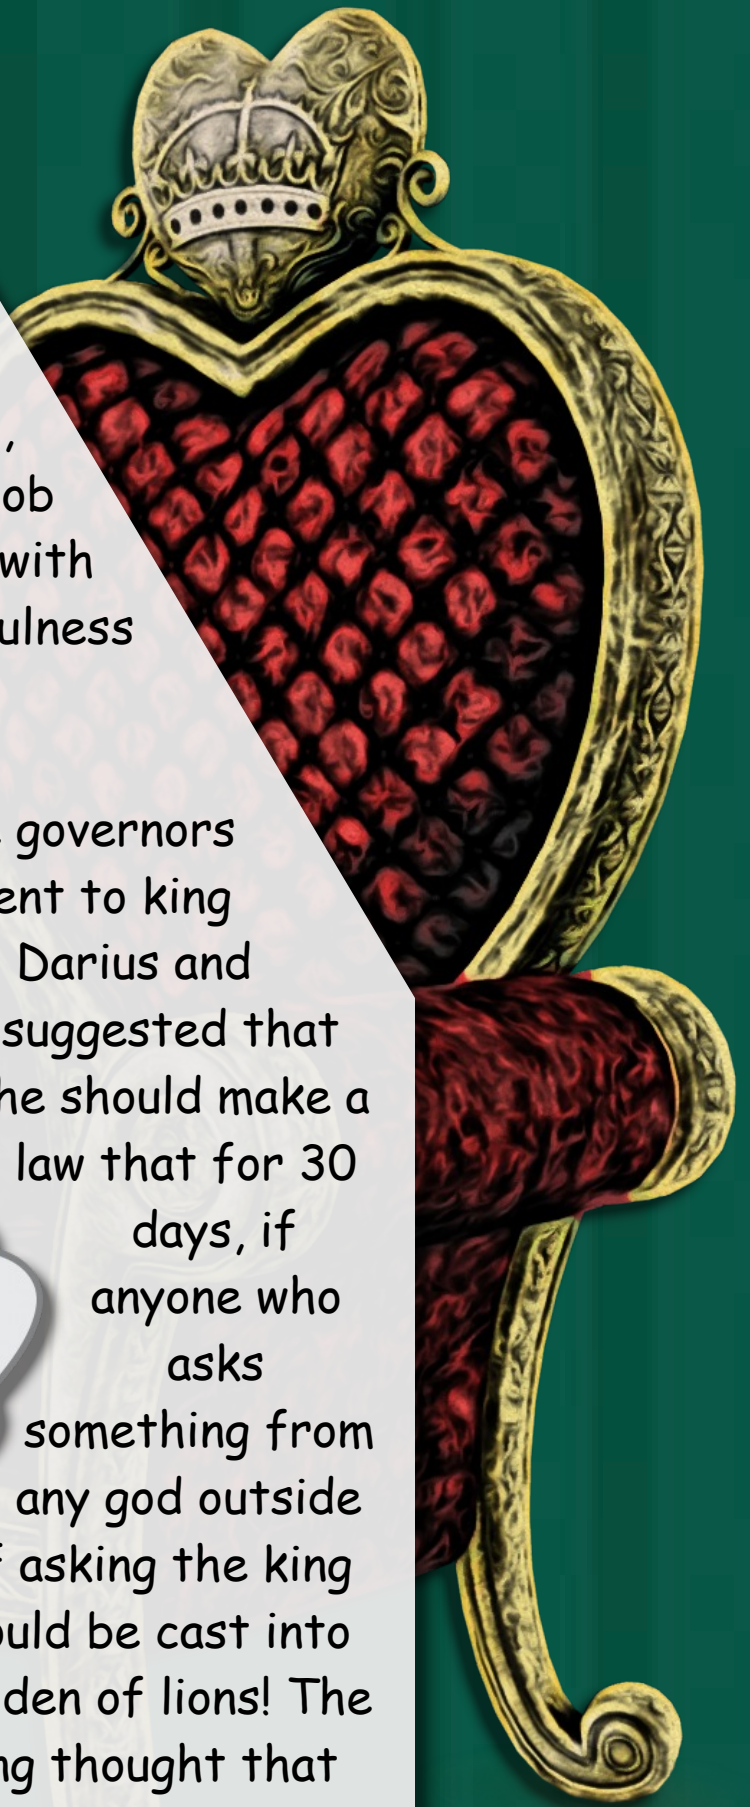 ,
ob
with
ulness
governors
ent to king
Darius and
suggested that
he should make a
law that for 30
days, if
anyone who
asks
something from
any god outside
asking the king
ould be cast into
den of lions! The
ng thought that